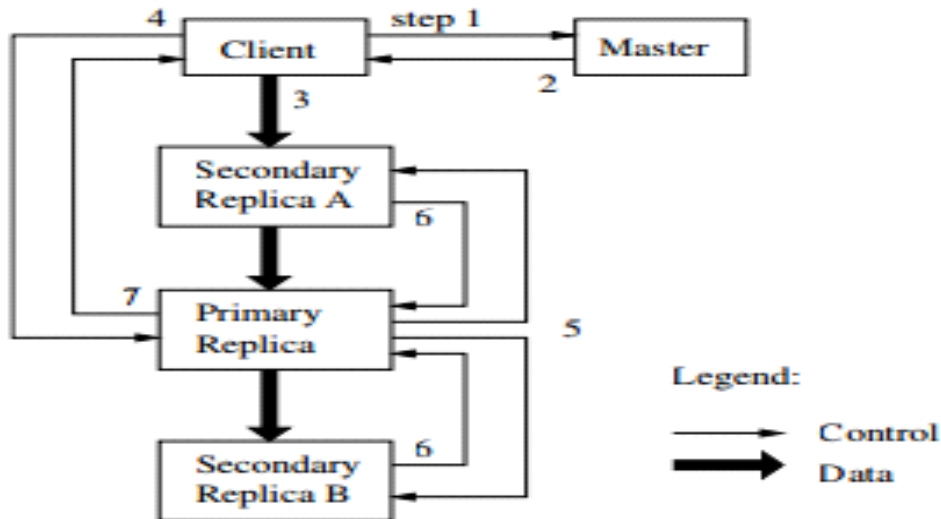 4
step 1
Client
Master
2
3
Secondary
Replica A
6
7
Primary
Replica
5
Legend:
Control
6
Secondary
Replica B
Data